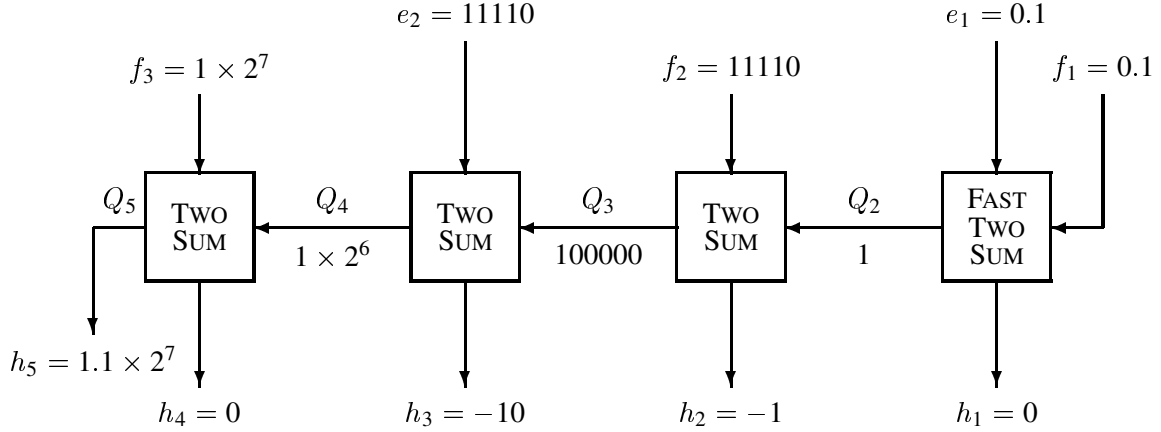 e₂ = 11110
e₁ = 0.1
f₃ = 1 × 2⁷
f₂ = 11110
f₁ = 0.1
Q₅
TWO
SUM
Q₄
1 × 2⁶
TWO
SUM
Q₃
100000
TWO
SUM
Q₂
1
FAST
TWO
SUM
h₅ = 1.1 × 2⁷
h₄ = 0
h₃ = −10
h₂ = −1
h₁ = 0